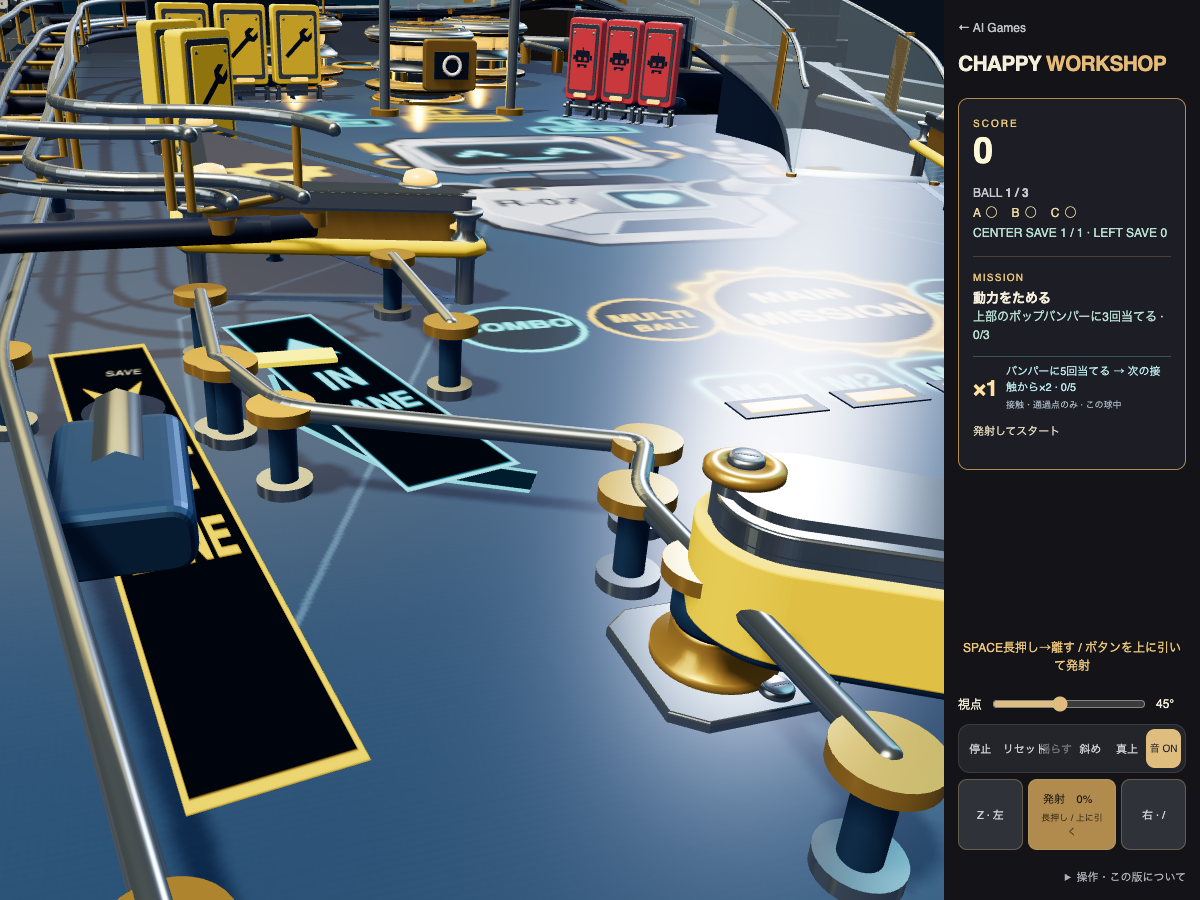 ← AI Games
CHAPPY WORKSHOP
SCORE
0
BALL 1 / 3
A ○ B ○ C ○
CENTER SAVE 1 / 1 · LEFT SAVE 0
MISSION
動力をためる
上部のポップバンパーに3回当てる ·
0/3
×1
バンパーに5回当てる → 次の接
触から×2 · 0/5
接触・通過点のみ・この球中
発射してスタート
SPACE長押し→離す / ボタンを上に引い
て発射
視点
45°
停止
リセット
揺らす
斜め
真上
音 ON
Z · 左
発射 0%
長押し / 上に引
く
右 · /
▶ 操作・この版について
R-07
COMBO
MULTI
BALL
MAIN
MISSION
SAVE
IN